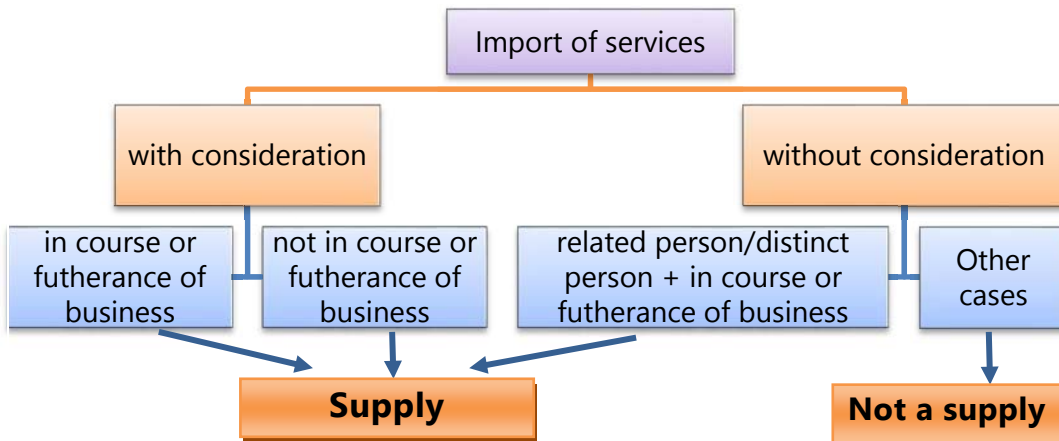 Import of services
with consideration
without consideration
in course or
futherance of
business
not in course or
futherance of
business
related person/distinct
person + in course or
futherance of business
Other
cases
Supply
Not a supply